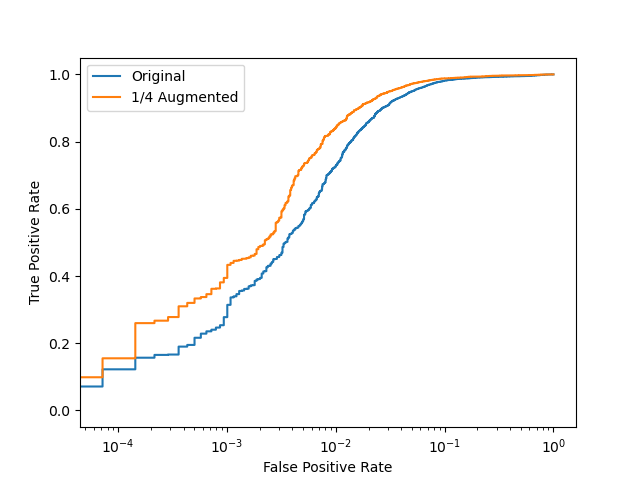 Original
1/4 Augmented
1.0
0.8
0.6
0.4
0.2
0.0
True Positive Rate
10⁻⁴ 10⁻³ 10⁻² 10⁻¹ 10⁰
False Positive Rate